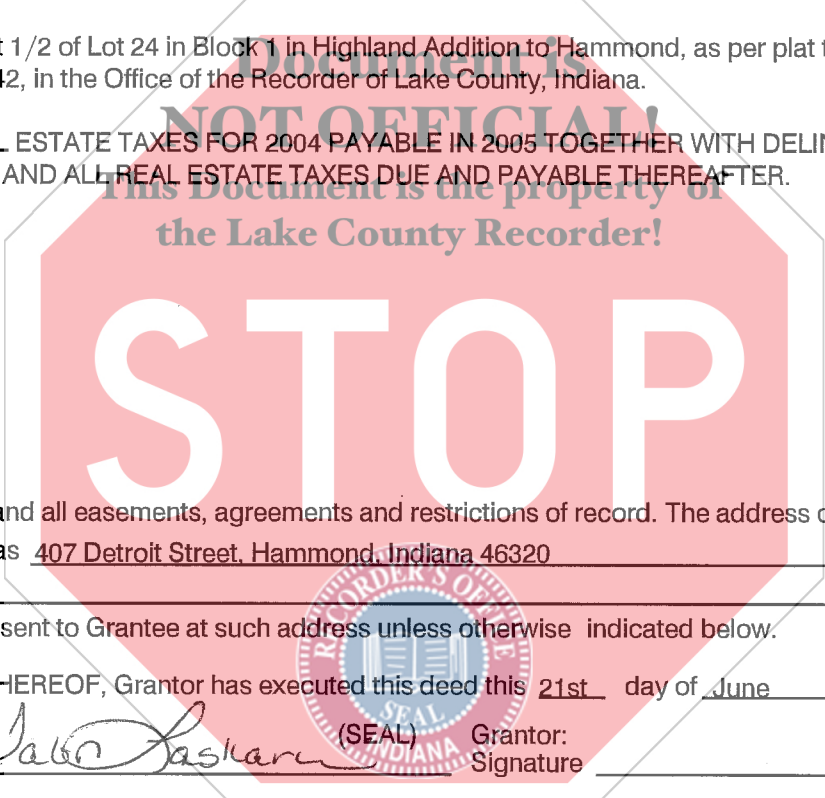 t 1/2 of Lot 24 in Block 1 in Highland Addition to Hammond, as per plat t
42, in the Office of the Recorder of Lake County, Indiana.
Document is
NOT OFFICIAL!
This Document is the property of
the Lake County Recorder!
L ESTATE TAXES FOR 2004 PAYABLE IN 2005 TOGETHER WITH DELIN
AND ALL REAL ESTATE TAXES DUE AND PAYABLE THEREAFTER.
STOP
and all easements, agreements and restrictions of record. The address o
as 407 Detroit Street, Hammond, Indiana 46320
sent to Grantee at such address unless otherwise indicated below.
HEREOF, Grantor has executed this deed this 21st day of June
(SEAL) Grantor:
Signature
RECORDER'S OFFICE
SEAL
INDIANA